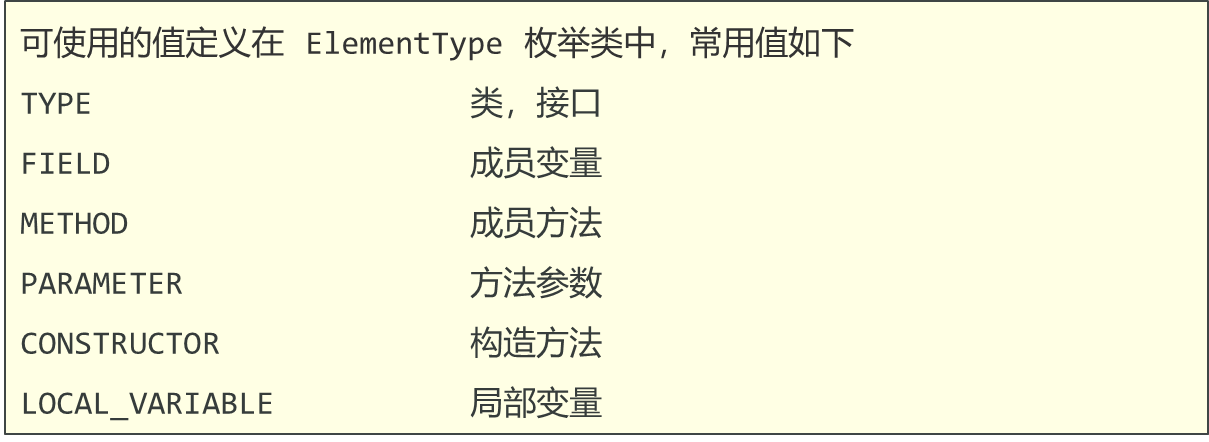 可使用的值定义在 ElementType 枚举类中，常用值如下
TYPE 类，接口
FIELD 成员变量
METHOD 成员方法
PARAMETER 方法参数
CONSTRUCTOR 构造方法
LOCAL_VARIABLE 局部变量